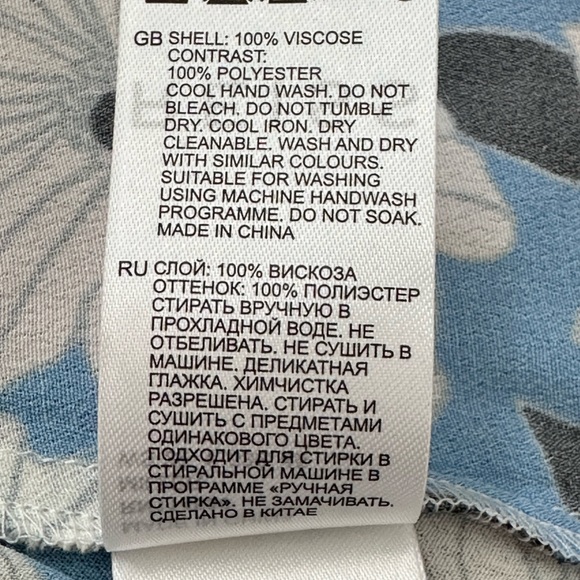 GB SHELL: 100% VISCOSE
CONTRAST:
100% POLYESTER
COOL HAND WASH. DO NOT
BLEACH. DO NOT TUMBLE
DRY. COOL IRON. DRY
CLEANABLE. WASH AND DRY
WITH SIMILAR COLOURS.
SUITABLE FOR WASHING
USING MACHINE HANDWASH
PROGRAMME. DO NOT SOAK.
MADE IN CHINA
RU СЛОЙ: 100% ВИСКОЗА
ОТТЕНОК: 100% ПОЛИЭСТЕР
СТИРАТЬ ВРУЧНУЮ В
ПРОХЛАДНОЙ ВОДЕ. НЕ
ОТБЕЛИВАТЬ. НЕ СУШИТЬ В
МАШИНЕ. ДЕЛИКАТНАЯ
ГЛАЖКА. ХИМЧИСТКА
РАЗРЕШЕНА. СТИРАТЬ И
СУШИТЬ С ПРЕДМЕТАМИ
ОДИНАКОВОГО ЦВЕТА.
ПОДХОДИТ ДЛЯ СТИРКИ В
СТИРАЛЬНОЙ МАШИНЕ В
ПРОГРАММЕ «РУЧНАЯ
СТИРКА». НЕ ЗАМАЧИВАТЬ.
СДЕЛАНО В КИТАЕ